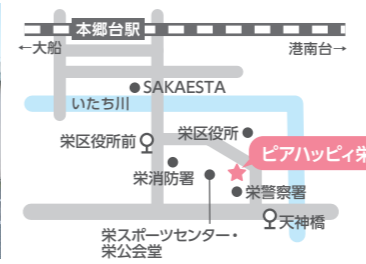 本郷台駅
←大船
港南台→
SAKAESTA
いたち川
栄区役所前
栄区役所
ピアハッピィ栄
栄消防署
栄警察署
天神橋
栄スポーツセンター・
栄公会堂